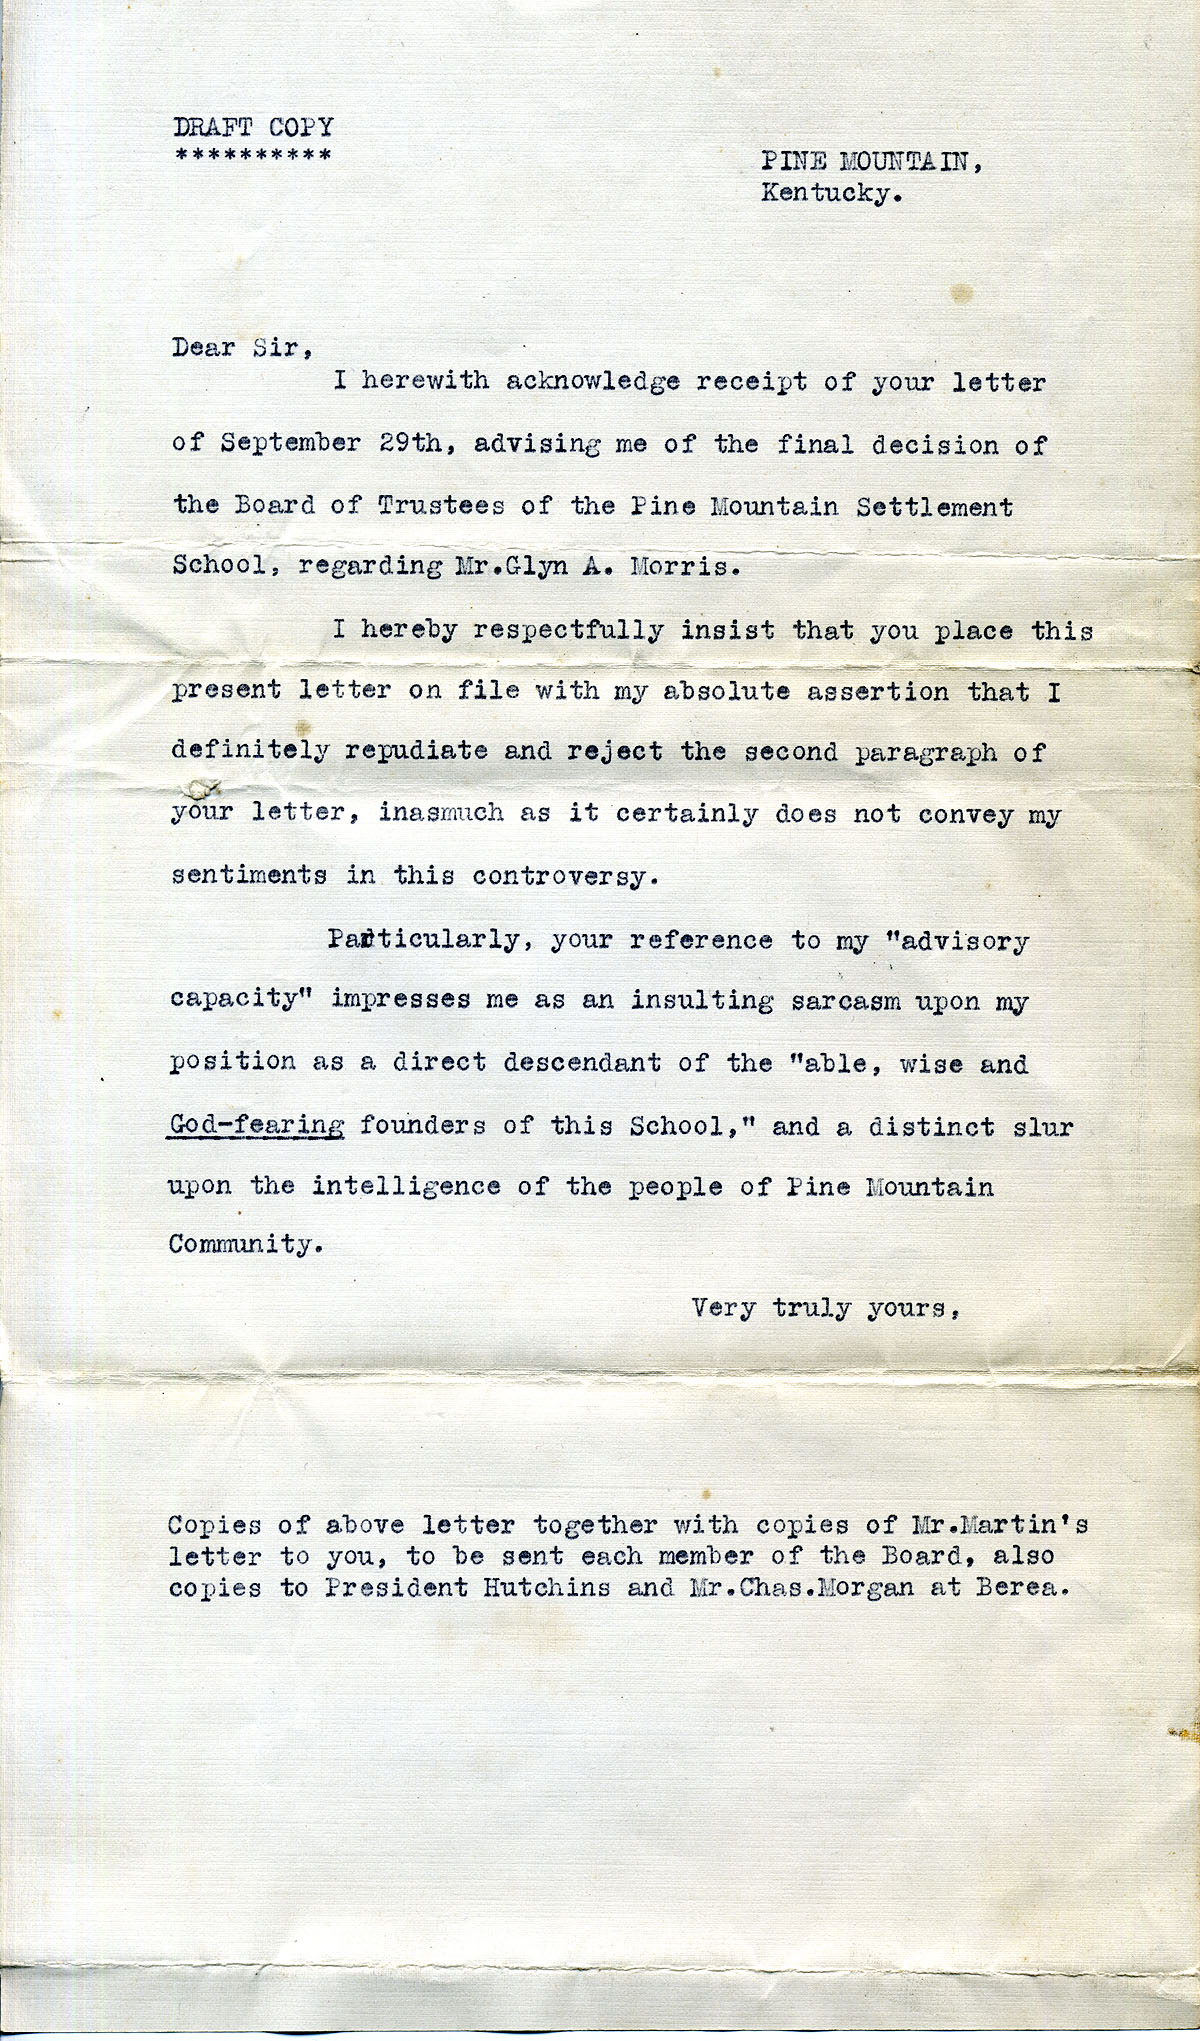 DRAFT COPY
**********
PINE MOUNTAIN,
Kentucky.
Dear Sir,
I herewith acknowledge receipt of your letter
of September 29th, advising me of the final decision of
the Board of Trustees of the Pine Mountain Settlement
School, regarding Mr.Glyn A. Morris.
I hereby respectfully insist that you place this
present letter on file with my absolute assertion that I
definitely repudiate and reject the second paragraph of
your letter, inasmuch as it certainly does not convey my
sentiments in this controversy.
Particularly, your reference to my "advisory
capacity" impresses me as an insulting sarcasm upon my
position as a direct descendant of the "able, wise and
God-fearing founders of this School," and a distinct slur
upon the intelligence of the people of Pine Mountain
Community.
Very truly yours,
Copies of above letter together with copies of Mr.Martin's
letter to you, to be sent each member of the Board, also
copies to President Hutchins and Mr.Chas.Morgan at Berea.